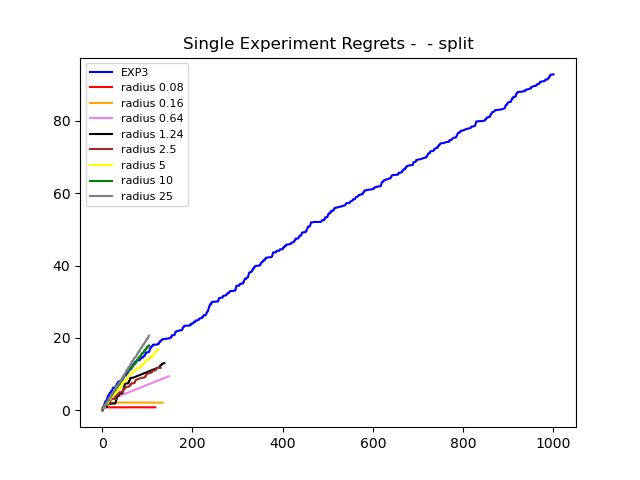 Single Experiment Regrets -  - split
EXP3
radius 0.08
radius 0.16
radius 0.64
radius 1.24
radius 2.5
radius 5
radius 10
radius 25
80
60
40
20
0
0 200 400 600 800 1000